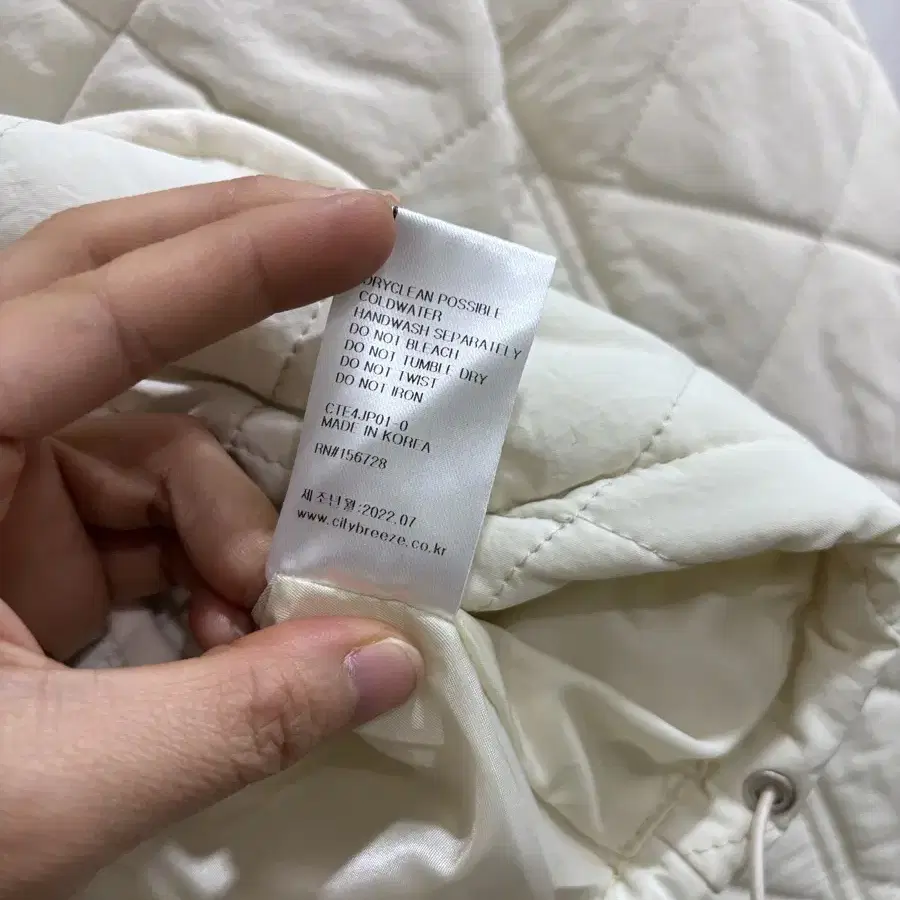 DRYCLEAN POSSIBLE
COLDWATER
HANDWASH SEPARATELY
DO NOT BLEACH
DO NOT TUMBLE DRY
DO NOT TWIST
DO NOT IRON
CTE4JP01-0
MADE IN KOREA
RN#156728
제조년월:2022.07
www.citybreeze.co.kr